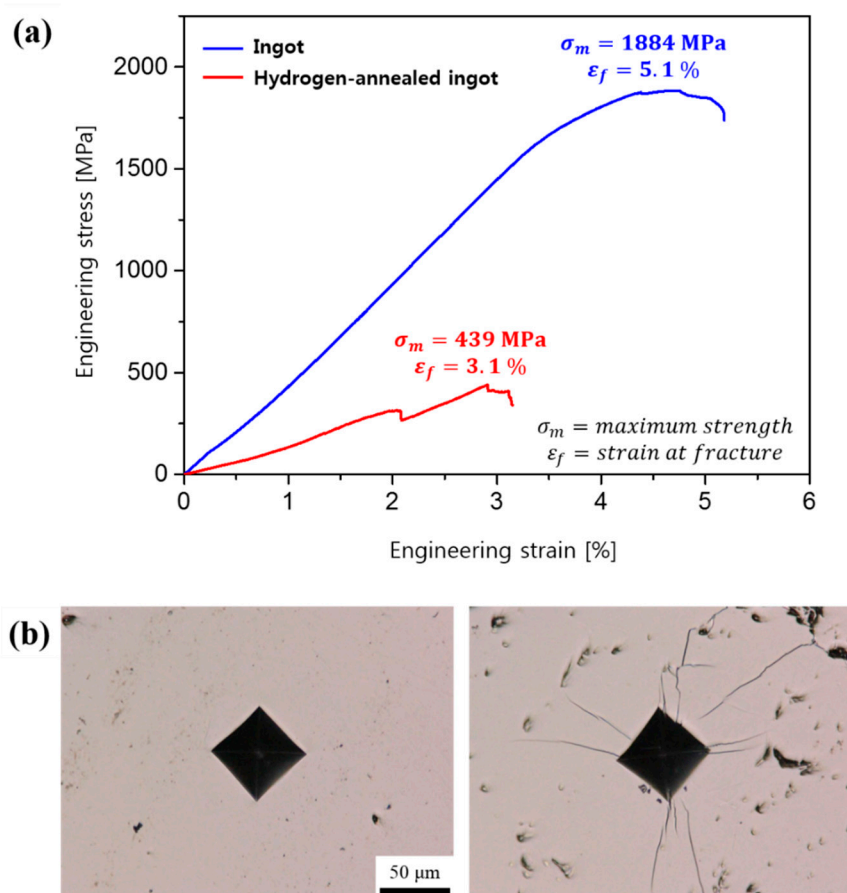 (a)
Ingot
Hydrogen-annealed ingot
σm = 1884 MPa
εf = 5.1 %
σm = 439 MPa
εf = 3.1 %
σm = maximum strength
εf = strain at fracture
Engineering stress [MPa]
2000
1500
1000
500
0
0 1 2 3 4 5 6
Engineering strain [%]
(b)
50 μm